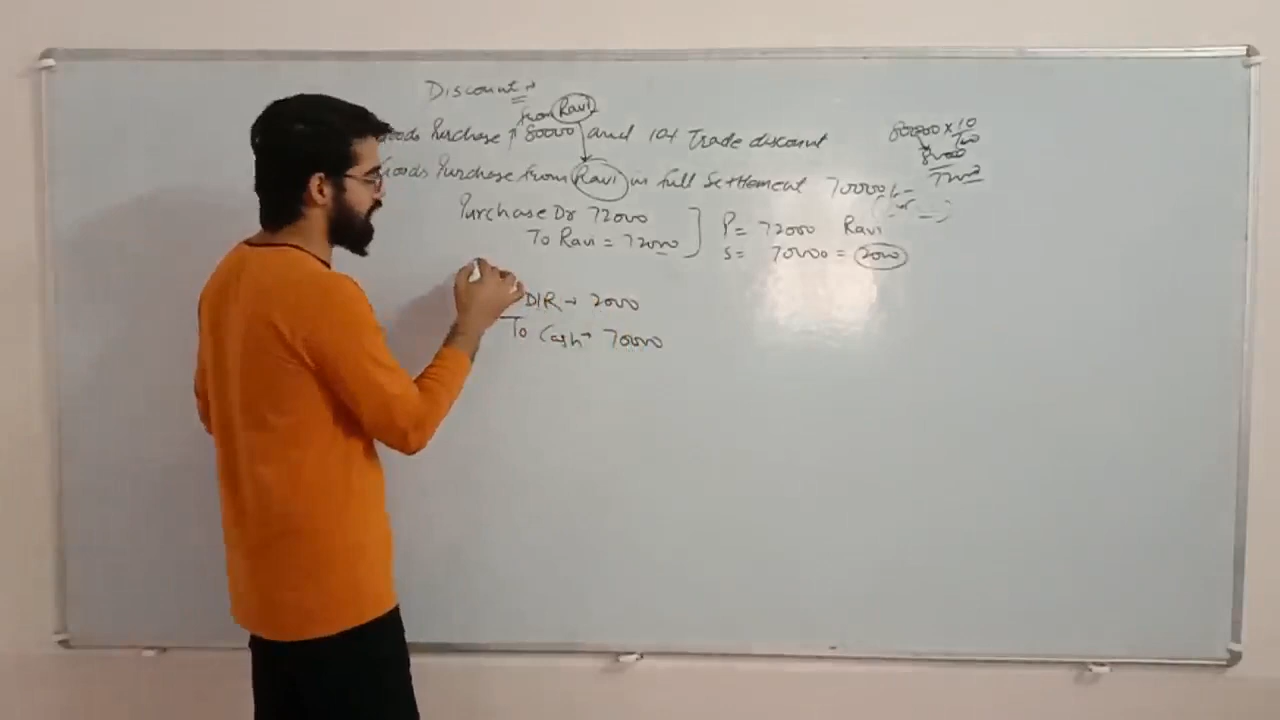 Discount
from Ravi
Goods Purchase 80000 and 10% Trade discount
Goods Purchase from Ravi in full Settlement 70000/-
80000 × 10
100
8000
72000
Purchase Dr 72000
To Ravi = 72000
P = 72000 Ravi
S = 70000 = 2000
D/R → 2000
To Cash → 70000